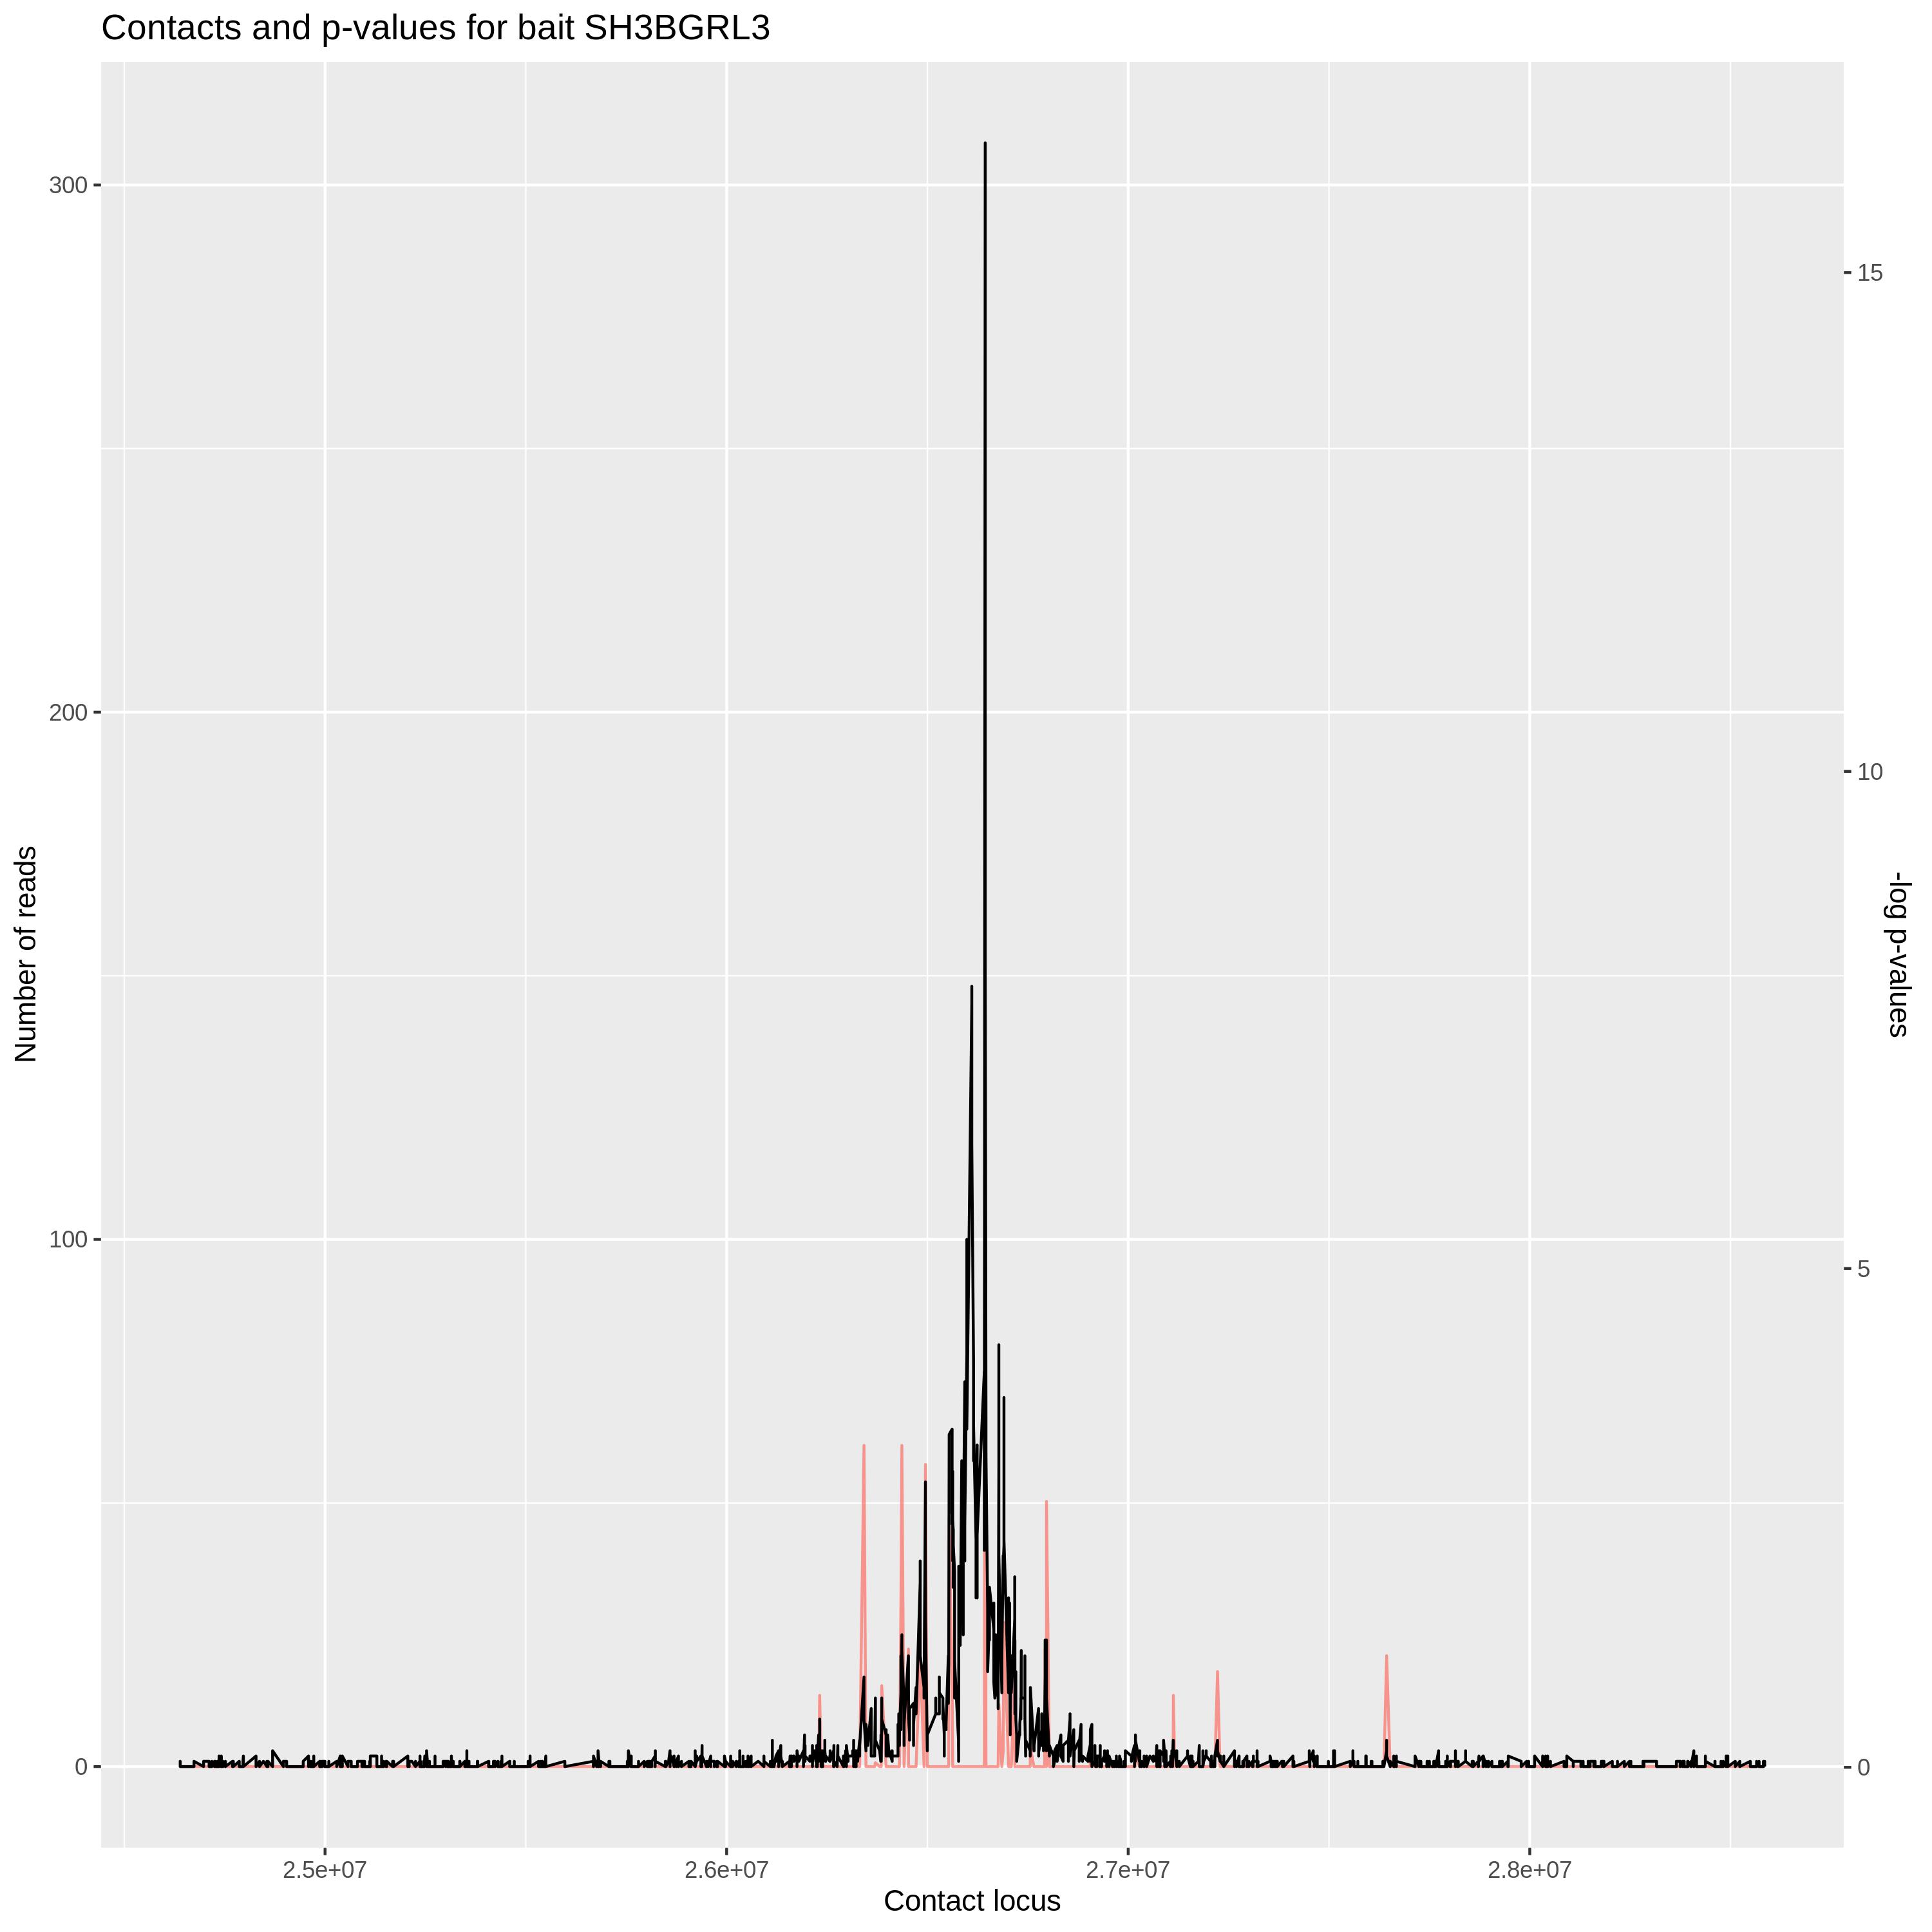 Contacts and p-values for bait SH3BGRL3
300
200
100
0
15
10
5
0
Number of reads
-log p-values
2.5e+07
2.6e+07
2.7e+07
2.8e+07
Contact locus